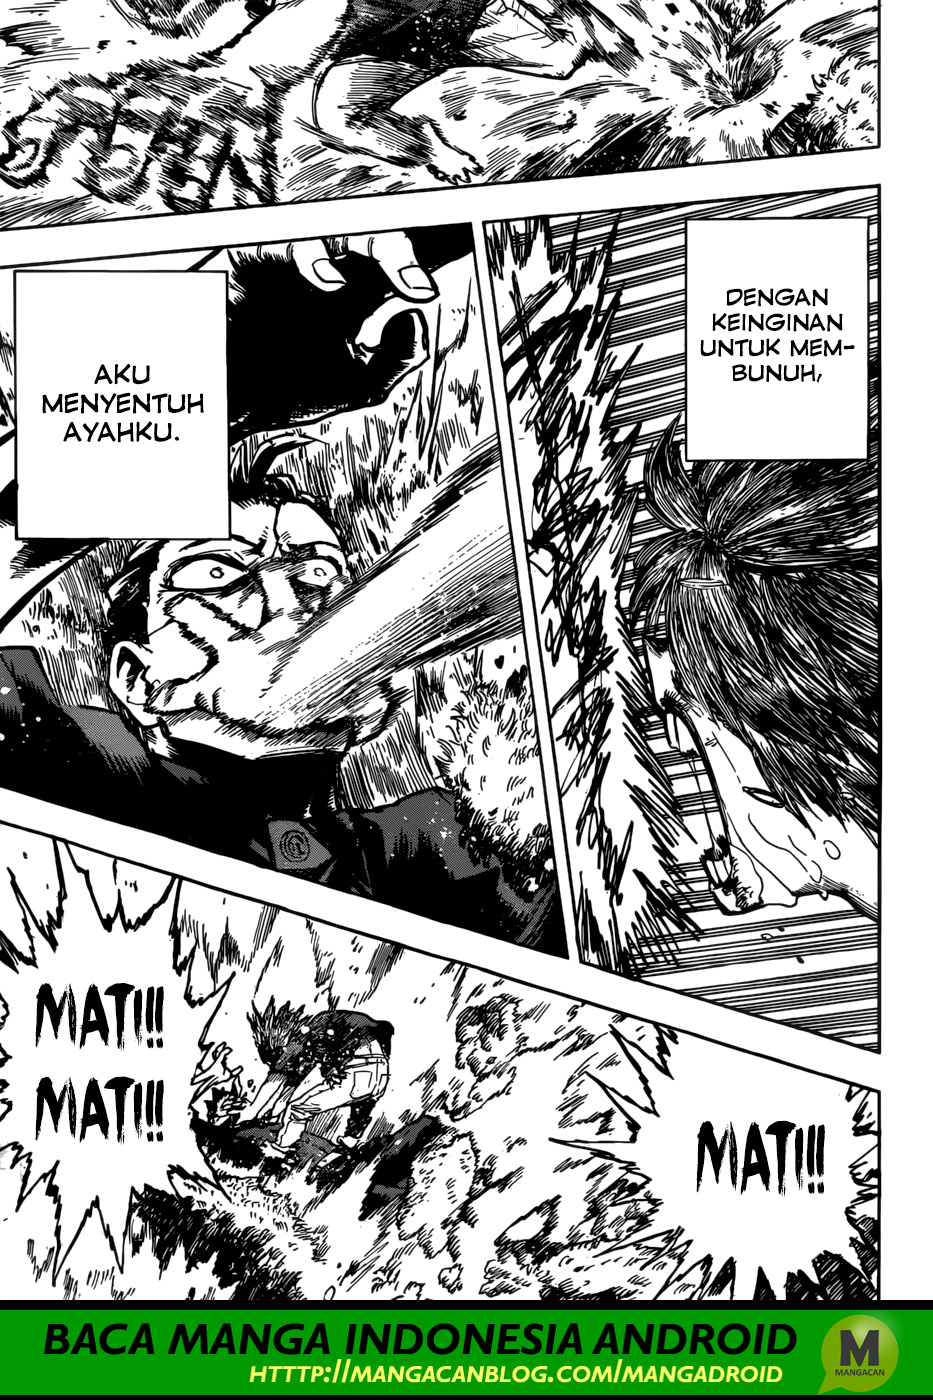 DENGAN
KEINGINAN
UNTUK MEM-
BUNUH,
AKU
MENYENTUH
AYAHKU.
MATI!!!
MATI!!!
MATI!!!
BACA MANGA INDONESIA ANDROID
HTTTP://MANGACANBLOG.COM/MANGADROID
M
MANGACAN